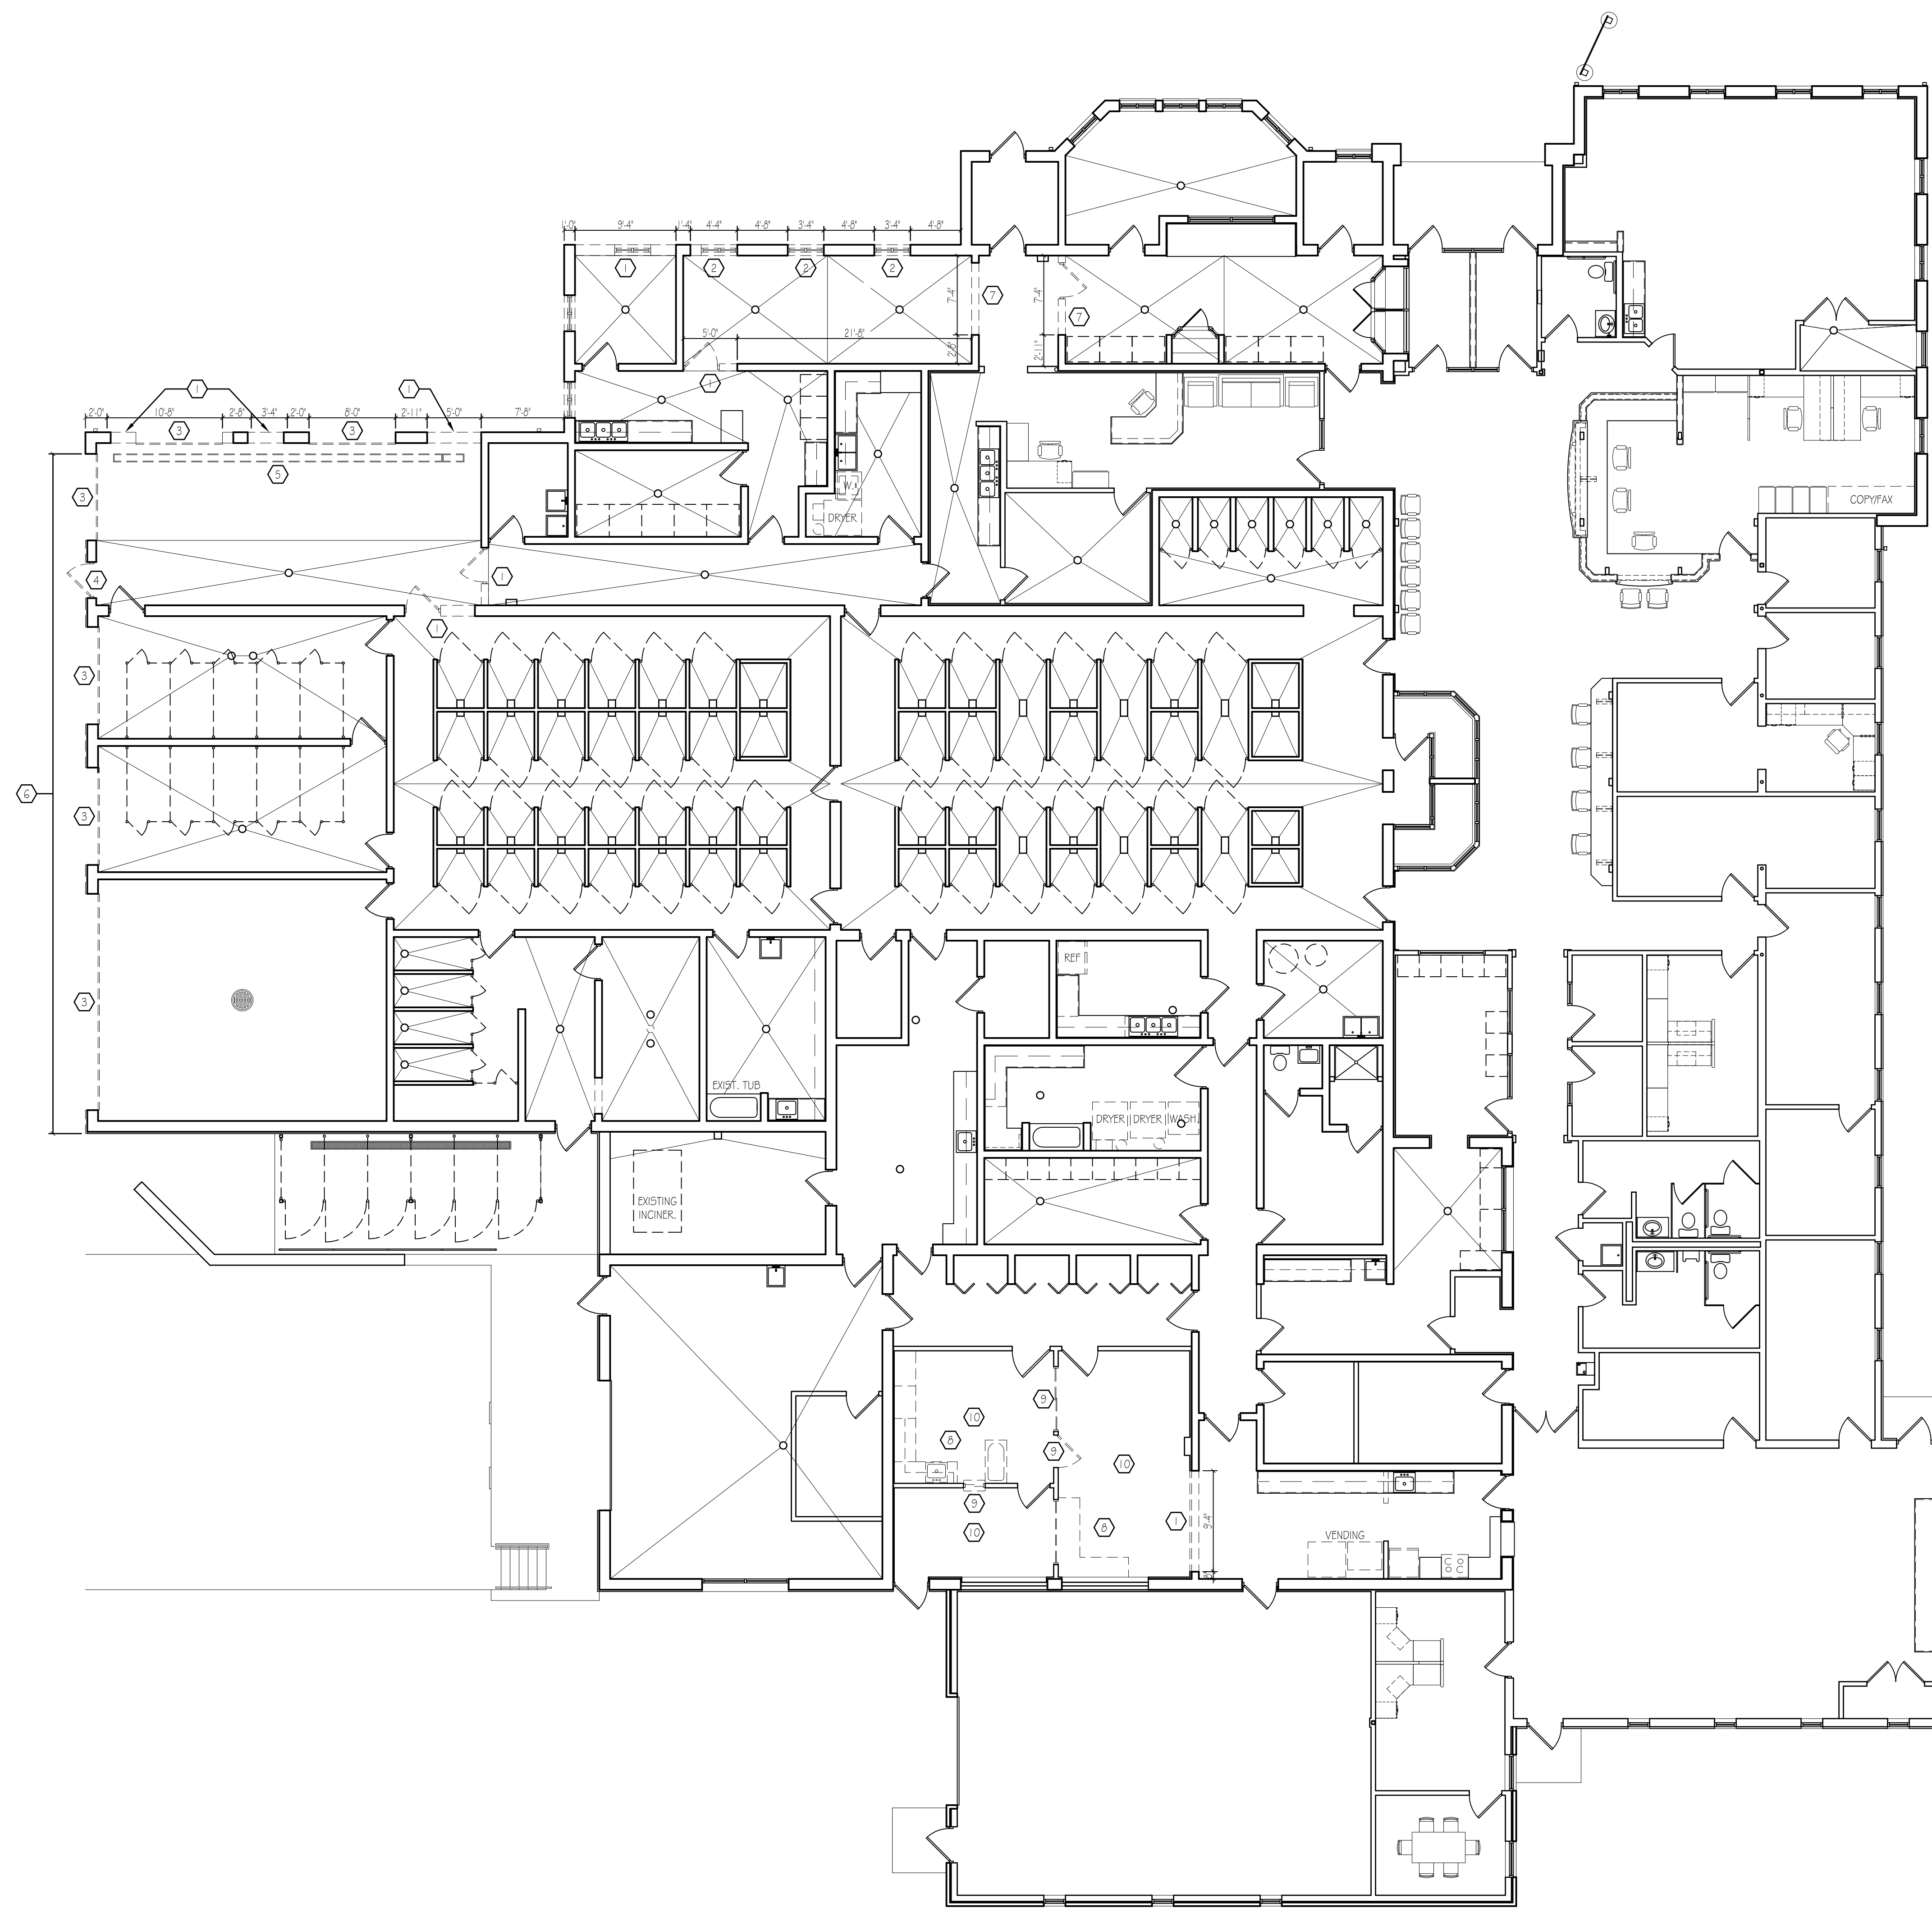 1'-0" 9'-4" 1'-4" 4'-4" 4'-8" 3'-4" 4'-8" 3'-4" 4'-8"
1 2 2 2
7'-4" 7 7'-4" 7
5'-0" 21'-8"
2'-8" 2'-11"
1 1 1
2'-0" 10'-8" 2'-8" 3'-4" 2'-0" 8'-0" 2'-11" 5'-0" 7'-8"
3 3
5
3
W.
DRYER
COPY/FAX
4 1
1
3
6
3
REF
3
EXIST. TUB
DRYER DRYER WASH.
EXISTING
INCINER.
9
10
8 9
10
9
8 1 9'-4"
10
VENDING